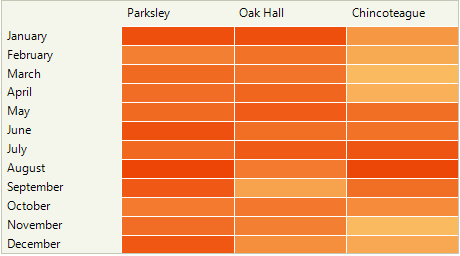 Parksley Oak Hall Chincoteague
January
February
March
April
May
June
July
August
September
October
November
December